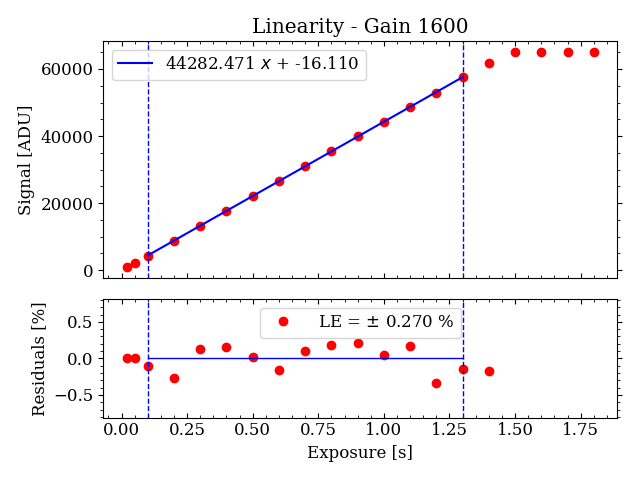 Linearity - Gain 1600
44282.471 x + -16.110
60000
40000
20000
0
Signal [ADU]
LE = ± 0.270 %
0.5
0.0
−0.5
Residuals [%]
0.00 0.25 0.50 0.75 1.00 1.25 1.50 1.75
Exposure [s]